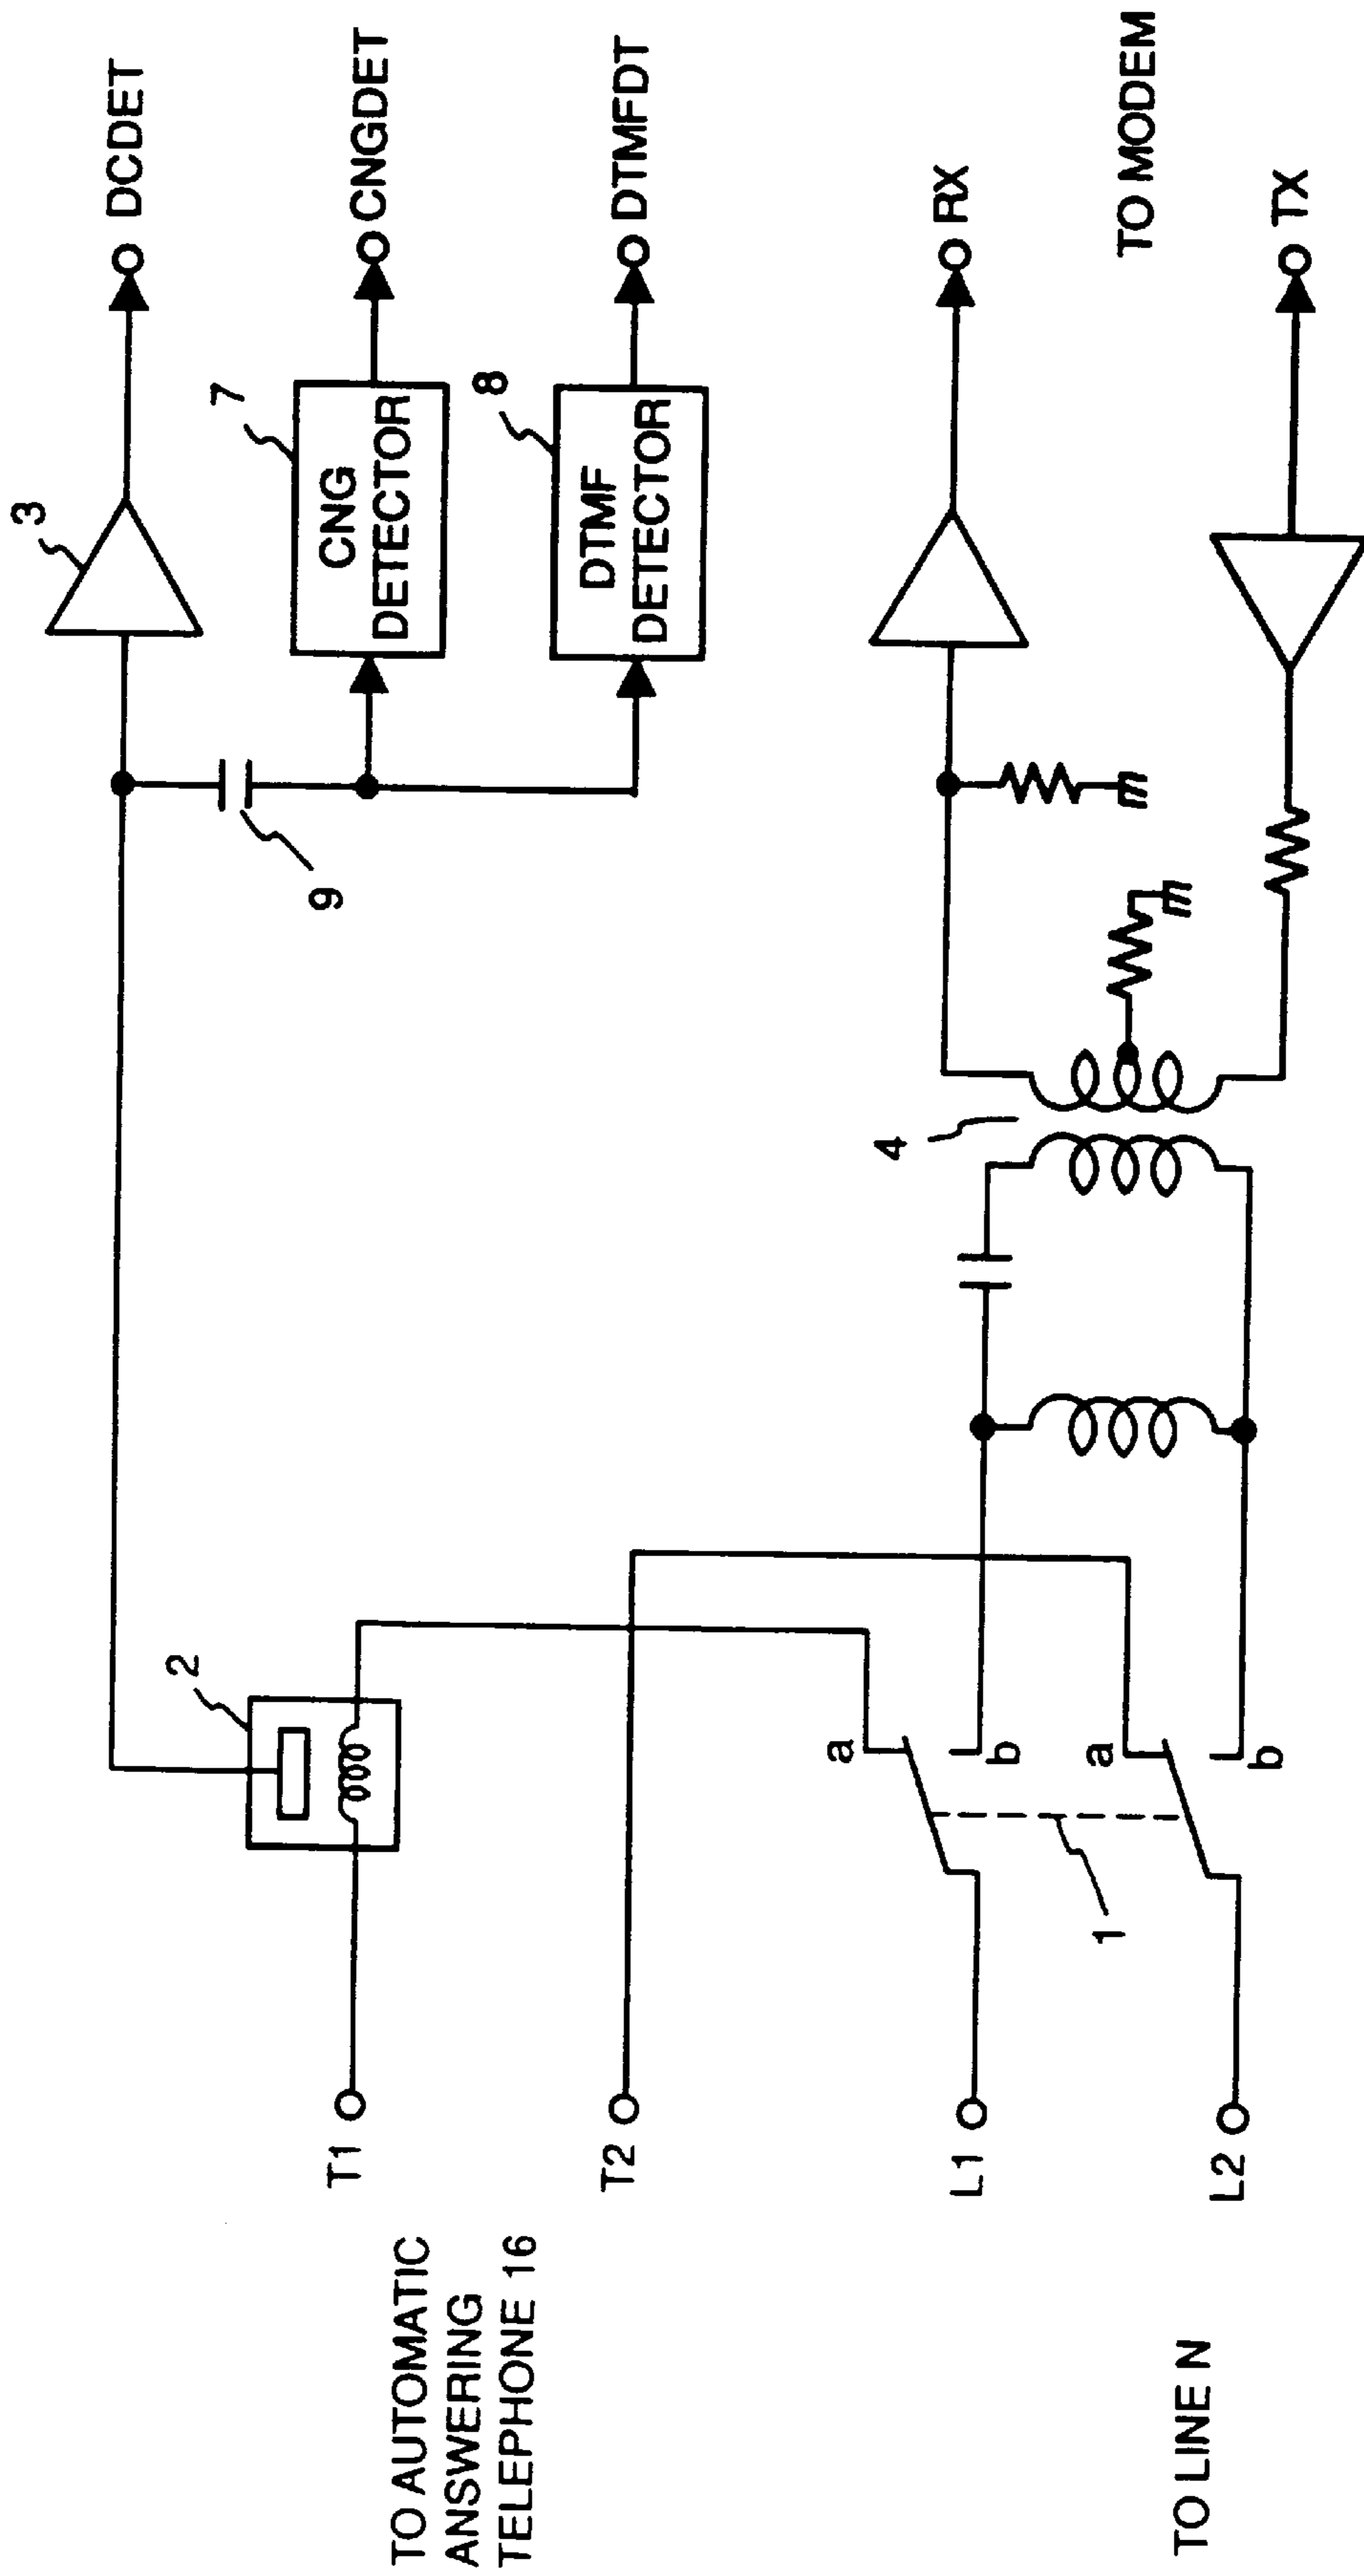 3
DCDET
7
CNG
DETECTOR
CNGDET
8
DTMF
DETECTOR
DTMFDT
9
2
T1
TO AUTOMATIC
ANSWERING
TELEPHONE 16
T2
RX
TO MODEM
TX
4
a
b
a
b
1
L1
L2
TO LINE N